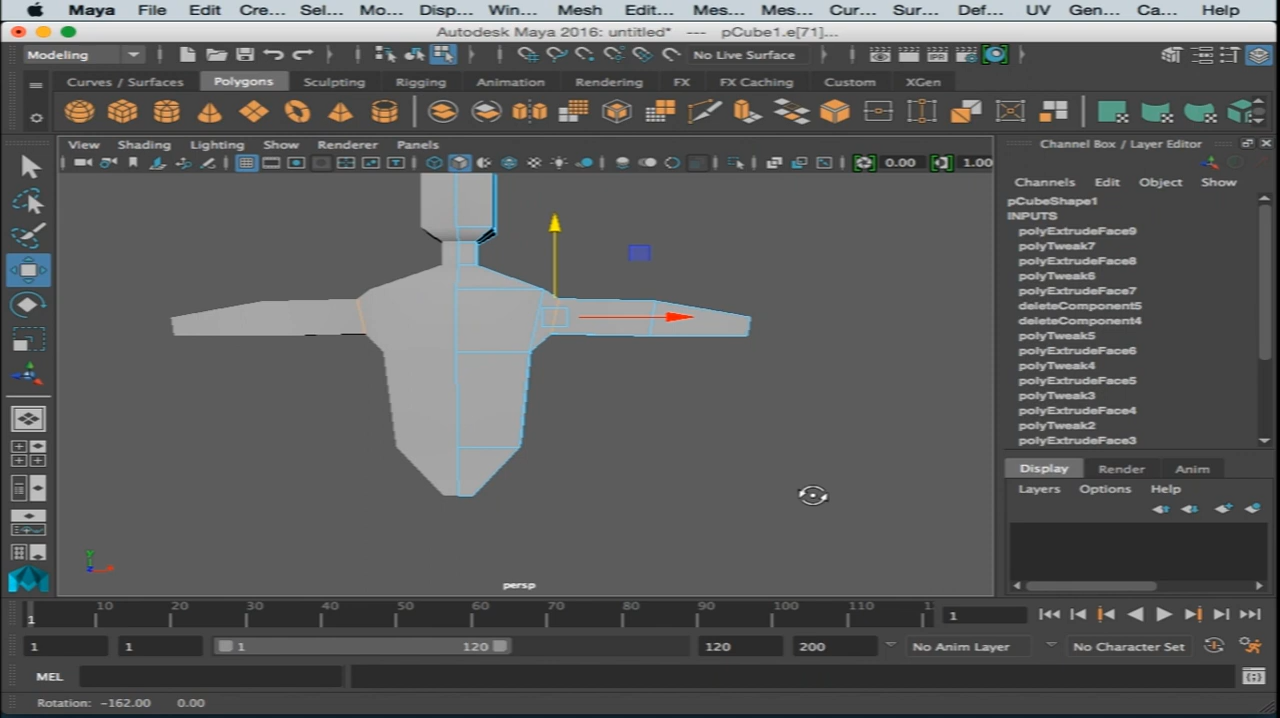 Maya File Edit Cre... Sel... Mo... Disp... Win... Mesh Edit... Mes... Mes... Cur... Sur... Def... UV Gen... Ca... Help
Autodesk Maya 2016: untitled* --- pCube1.e[71]...
Modeling No Live Surface
Curves / Surfaces Polygons Sculpting Rigging Animation Rendering FX FX Caching Custom XGen
View Shading Lighting Show Renderer Panels
0.00 1.00
Channel Box / Layer Editor
Channels Edit Object Show
pCubeShape1
INPUTS
polyExtrudeFace9
polyTweak7
polyExtrudeFace8
polyTweak6
polyExtrudeFace7
deleteComponent5
deleteComponent4
polyTweak5
polyExtrudeFace6
polyTweak4
polyExtrudeFace5
polyTweak3
polyExtrudeFace4
polyTweak2
polyExtrudeFace3
Display Render Anim
Layers Options Help
persp
10 20 30 40 50 60 70 80 90 100 110 1
1 1
1 1 1 120 120 200 No Anim Layer No Character Set
MEL
Rotation: -162.00 0.00